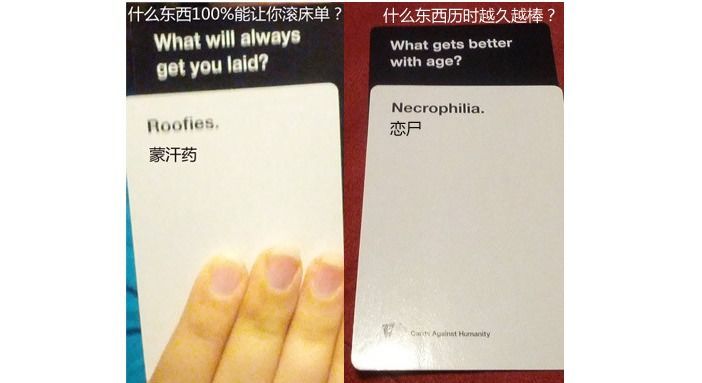 什么东西100%能让你滚床单？
What will always
get you laid?
Roofies.
蒙汗药
什么东西历时越久越棒？
What gets better
with age?
Necrophilia.
恋尸
Cards Against Humanity